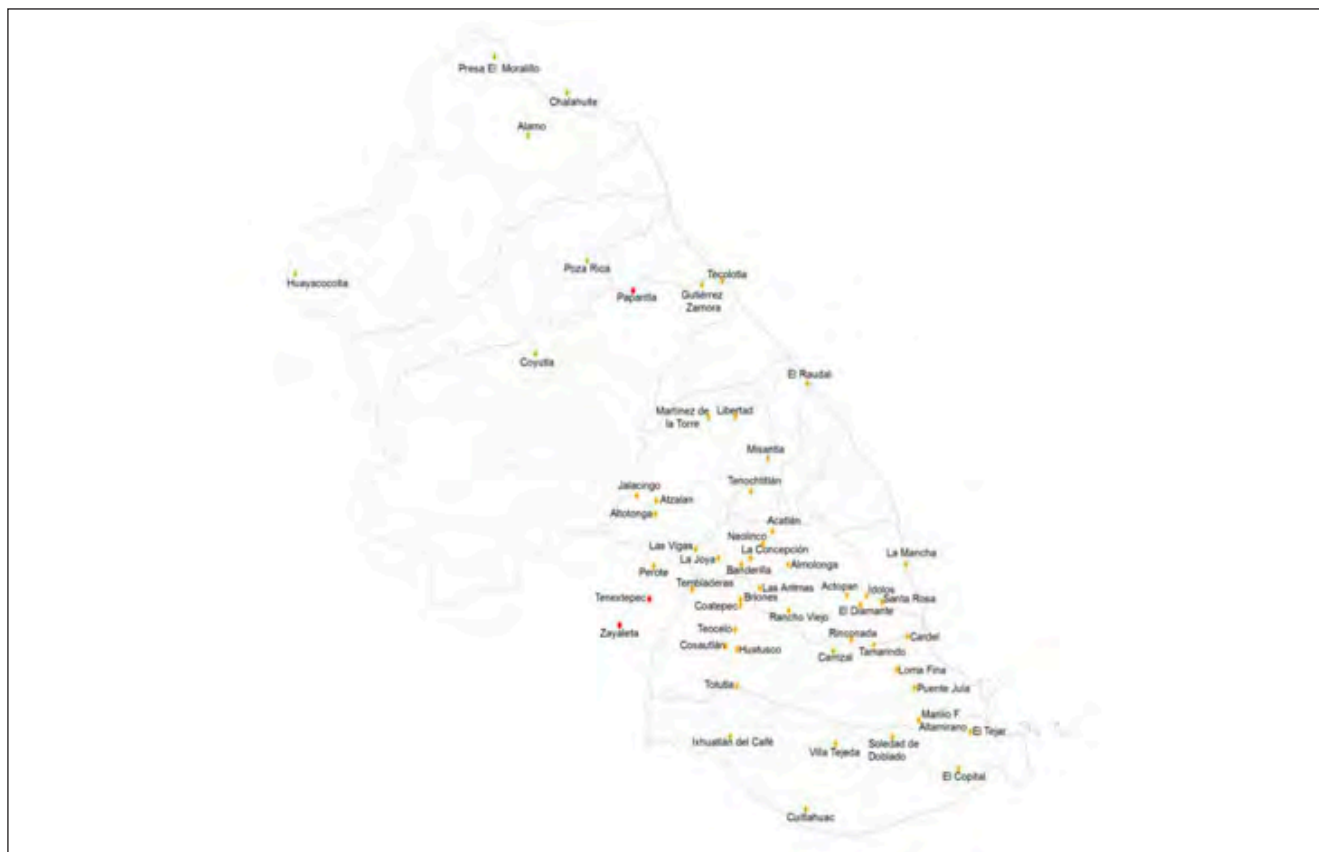 Presa El Moralillo
Chalahuite
Alamo
Huayacocotla
Poza Rica
Papantla
Tecolotla
Gutiérrez
Zamora
Coyutla
El Raudal
Martínez de
la Torre
Libertad
Misantla
Tenochtitlán
Jalacingo
Atzalan
Altotonga
Acatlán
Naolinco
La Concepción
Las Vigas
La Joya
Banderilla
Almolonga
La Mancha
Perote
Tembladeras
Las Animas
Actopan
Idolos
Tenextepec
Briones
Santa Rosa
Coatepec
El Diamante
Rancho Viejo
Zayaleta
Teocelo
Rinconada
Cardel
Cosautlán
Huatusco
Carrizal
Tamarindo
Loma Fina
Totutla
Puente Jula
Manlio F.
Altamirano
El Tejar
Ixhuatlán del Café
Villa Tejeda
Soledad de
Doblado
El Copital
Cuitlahuac